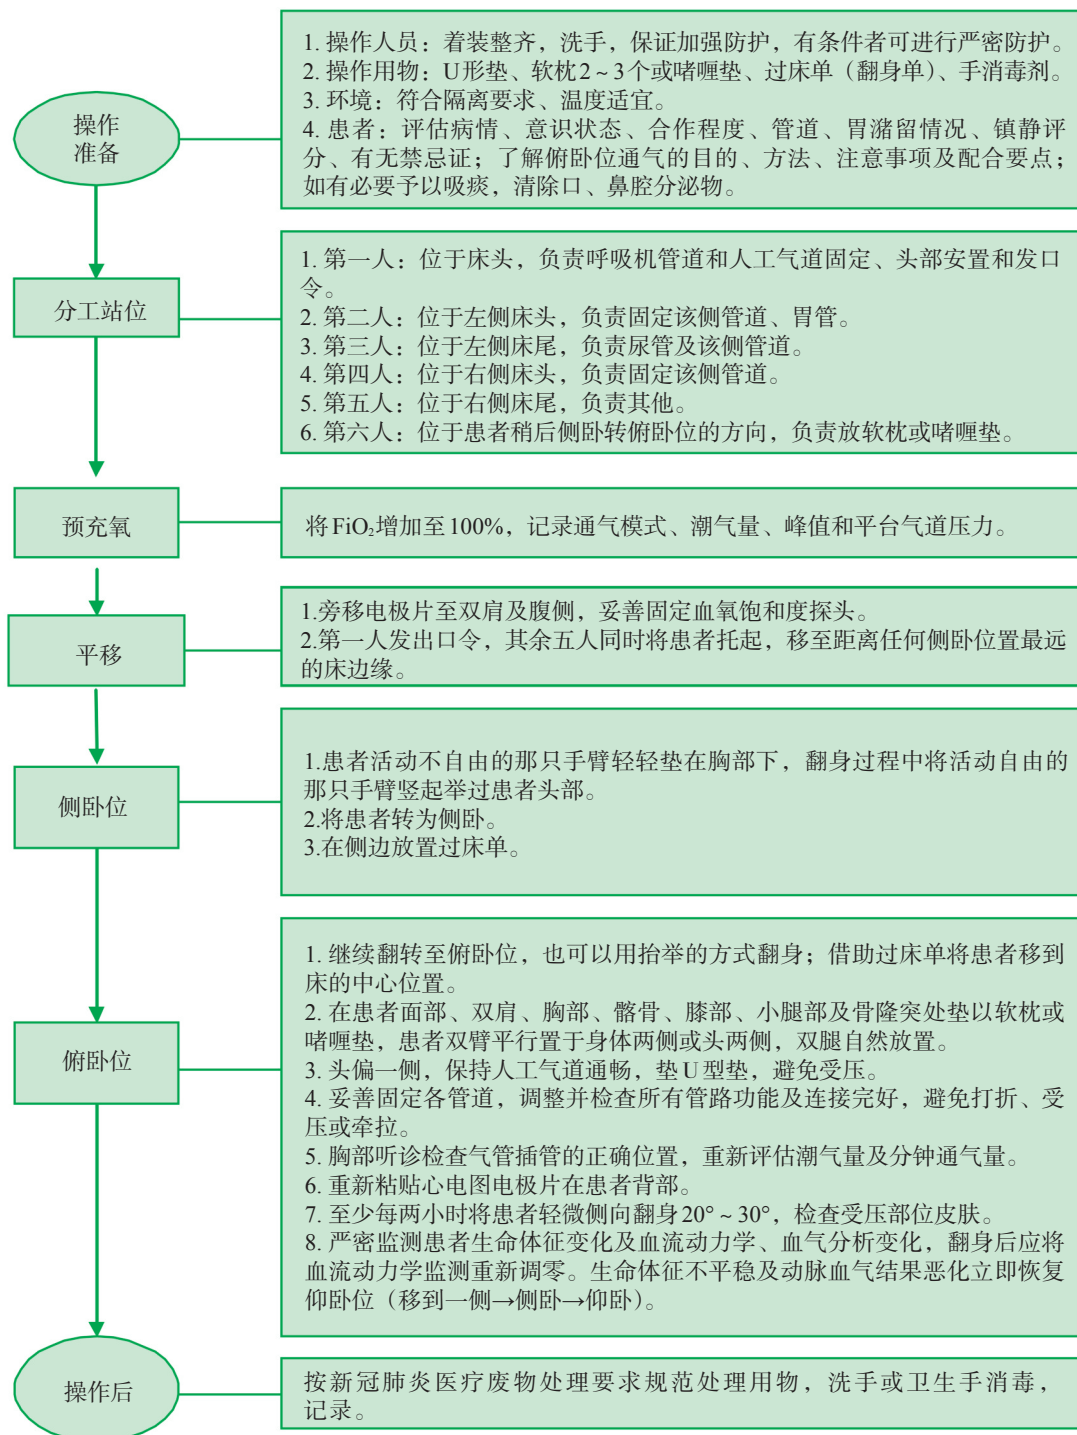 操作
准备
1. 操作人员：着装整齐，洗手，保证加强防护，有条件者可进行严密防护。
2. 操作用物：U形垫、软枕2～3个或啫喱垫、过床单（翻身单）、手消毒剂。
3. 环境：符合隔离要求、温度适宜。
4. 患者：评估病情、意识状态、合作程度、管道、胃潴留情况、镇静评
分、有无禁忌证；了解俯卧位通气的目的、方法、注意事项及配合要点；
如有必要予以吸痰，清除口、鼻腔分泌物。
分工站位
1. 第一人：位于床头，负责呼吸机管道和人工气道固定、头部安置和发口
令。
2. 第二人：位于左侧床头，负责固定该侧管道、胃管。
3. 第三人：位于左侧床尾，负责尿管及该侧管道。
4. 第四人：位于右侧床头，负责固定该侧管道。
5. 第五人：位于右侧床尾，负责其他。
6. 第六人：位于患者稍后侧卧转俯卧位的方向，负责放软枕或啫喱垫。
预充氧
将FiO₂增加至100%，记录通气模式、潮气量、峰值和平台气道压力。
平移
1.旁移电极片至双肩及腹侧，妥善固定血氧饱和度探头。
2.第一人发出口令，其余五人同时将患者托起，移至距离任何侧卧位置最远
的床边缘。
侧卧位
1.患者活动不自由的那只手臂轻轻垫在胸部下，翻身过程中将活动自由的
那只手臂竖起举过患者头部。
2.将患者转为侧卧。
3.在侧边放置过床单。
俯卧位
1. 继续翻转至俯卧位，也可以用抬举的方式翻身；借助过床单将患者移到
床的中心位置。
2. 在患者面部、双肩、胸部、髂骨、膝部、小腿部及骨隆突处垫以软枕或
啫喱垫，患者双臂平行置于身体两侧或头两侧，双腿自然放置。
3. 头偏一侧，保持人工气道通畅，垫U型垫，避免受压。
4. 妥善固定各管道，调整并检查所有管路功能及连接完好，避免打折、受
压或牵拉。
5. 胸部听诊检查气管插管的正确位置，重新评估潮气量及分钟通气量。
6. 重新粘贴心电图电极片在患者背部。
7. 至少每两小时将患者轻微侧向翻身20°～30°，检查受压部位皮肤。
8. 严密监测患者生命体征变化及血流动力学、血气分析变化，翻身后应将
血流动力学监测重新调零。生命体征不平稳及动脉血气结果恶化立即恢复
仰卧位（移到一侧→侧卧→仰卧）。
操作后
按新冠肺炎医疗废物处理要求规范处理用物，洗手或卫生手消毒，
记录。